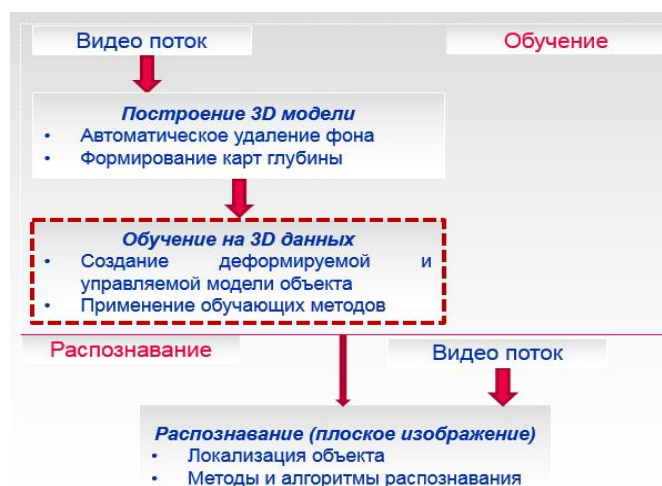 Видео поток
Обучение
Построение 3D модели
• Автоматическое удаление фона
• Формирование карт глубины
Обучение на 3D данных
• Создание деформируемой и
управляемой модели объекта
• Применение обучающих методов
Распознавание
Видео поток
Распознавание (плоское изображение)
• Локализация объекта
• Методы и алгоритмы распознавания